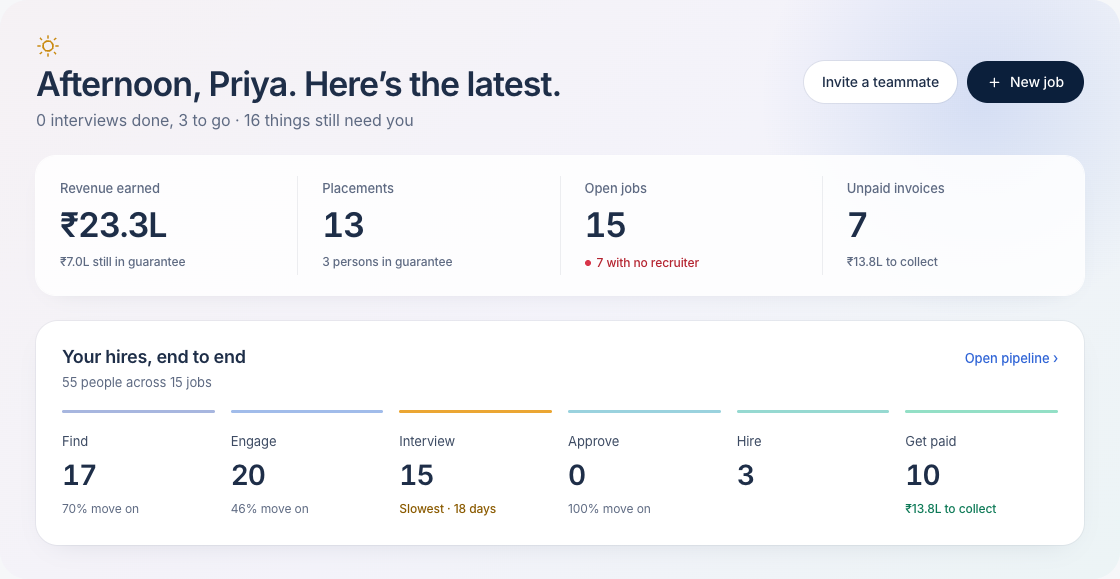 Afternoon, Priya. Here’s the latest.
0 interviews done, 3 to go · 16 things still need you
Invite a teammate
+ New job
Revenue earned
₹23.3L
₹7.0L still in guarantee
Placements
13
3 persons in guarantee
Open jobs
15
7 with no recruiter
Unpaid invoices
7
₹13.8L to collect
Your hires, end to end
55 people across 15 jobs
Open pipeline ›
Find
17
70% move on
Engage
20
46% move on
Interview
15
Slowest · 18 days
Approve
0
100% move on
Hire
3
Get paid
10
₹13.8L to collect